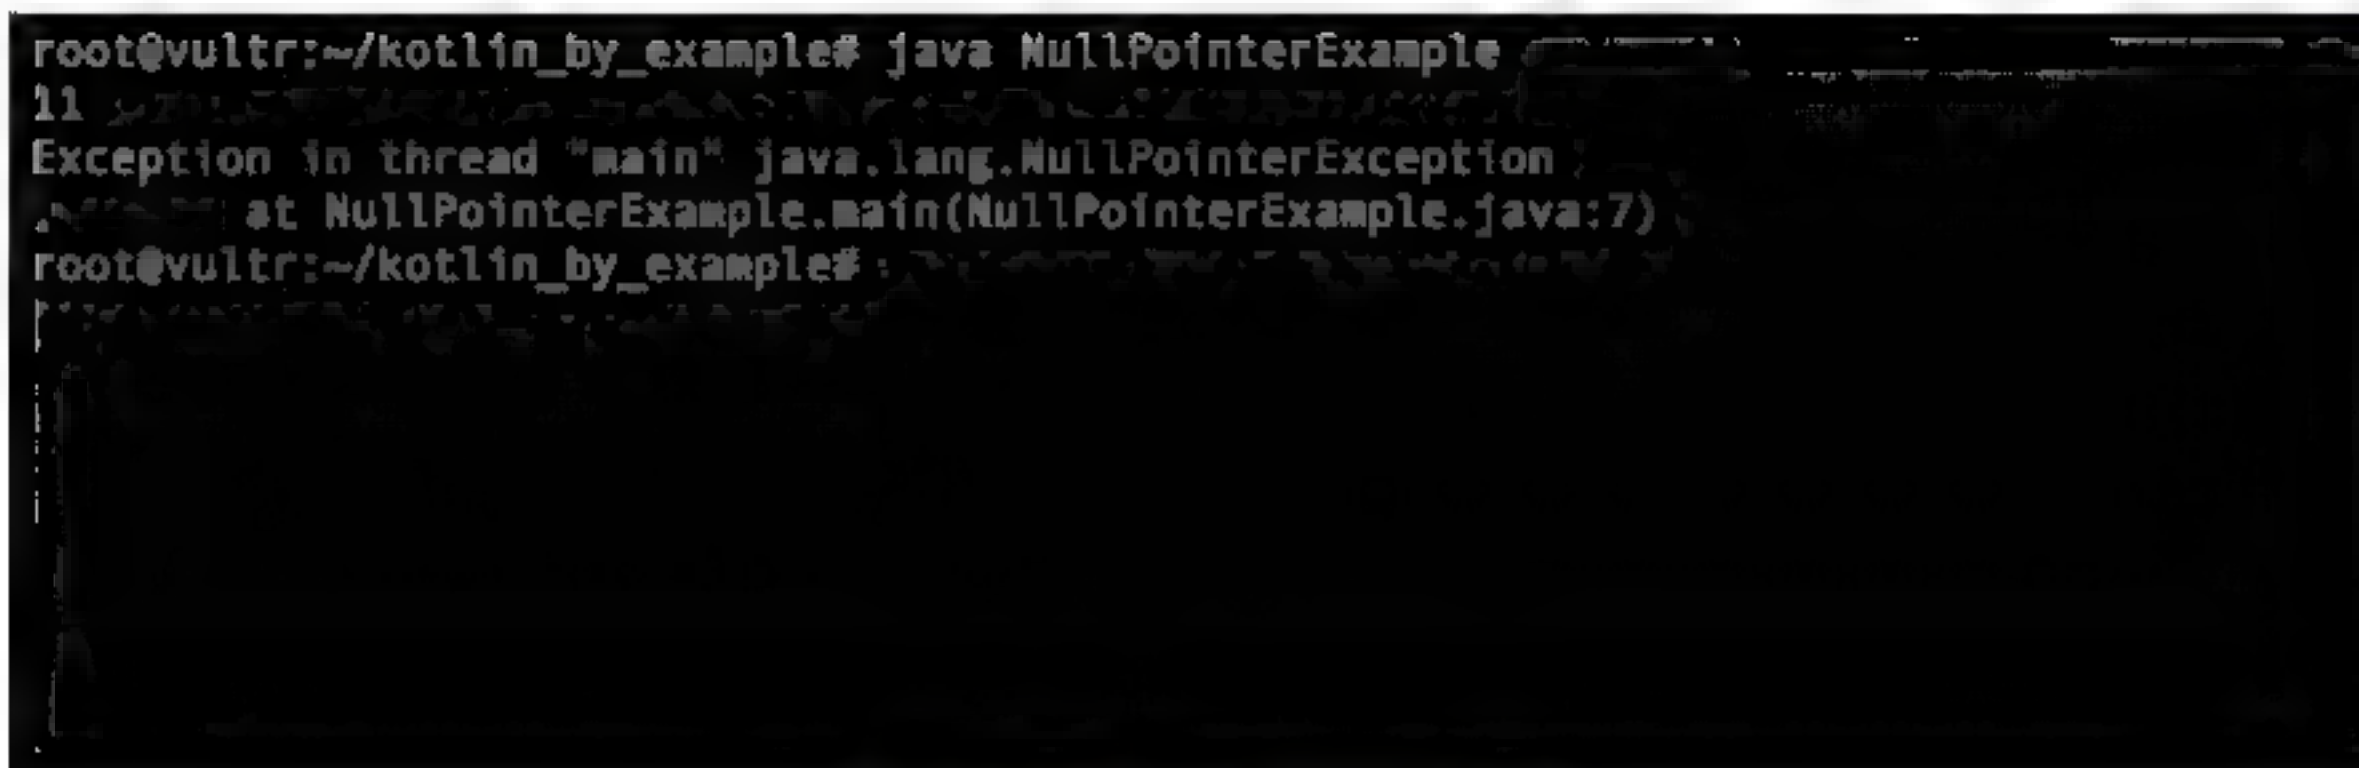 root@vultr:~/kotlin_by_example# java NullPointerExample
11
Exception in thread "main" java.lang.NullPointerException
at NullPointerExample.main(NullPointerExample.java:7)
root@vultr:~/kotlin_by_example#